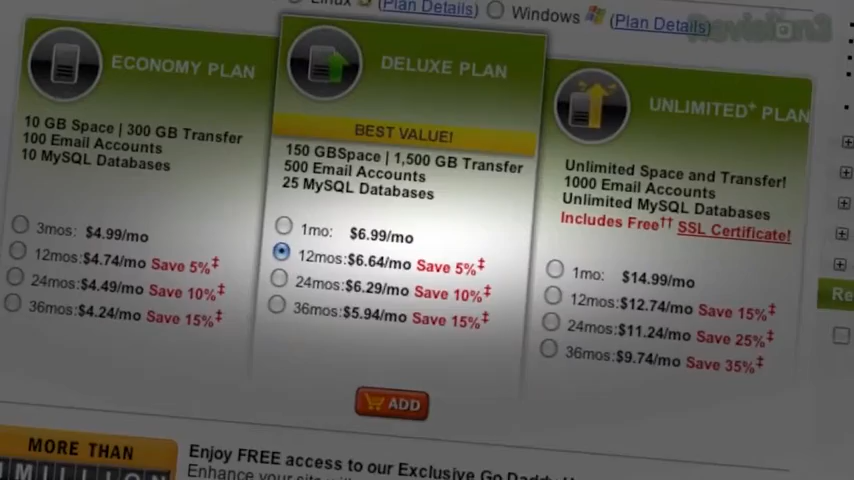 Linux (Plan Details) Windows (Plan Details)
Revision3
ECONOMY PLAN
10 GB Space | 300 GB Transfer
100 Email Accounts
10 MySQL Databases
3mos: $4.99/mo
12mos:$4.74/mo Save 5%‡
24mos:$4.49/mo Save 10%‡
36mos:$4.24/mo Save 15%‡
DELUXE PLAN
BEST VALUE!
150 GBSpace | 1,500 GB Transfer
500 Email Accounts
25 MySQL Databases
1mo: $6.99/mo
12mos:$6.64/mo Save 5%‡
24mos:$6.29/mo Save 10%‡
36mos:$5.94/mo Save 15%‡
ADD
UNLIMITED+ PLAN
Unlimited Space and Transfer!
1000 Email Accounts
Unlimited MySQL Databases
Includes Free†† SSL Certificate!
1mo: $14.99/mo
12mos:$12.74/mo Save 15%‡
24mos:$11.24/mo Save 25%‡
36mos:$9.74/mo Save 35%‡
Re
MORE THAN
MILLION
Enjoy FREE access to our Exclusive Go
Enhance your site with